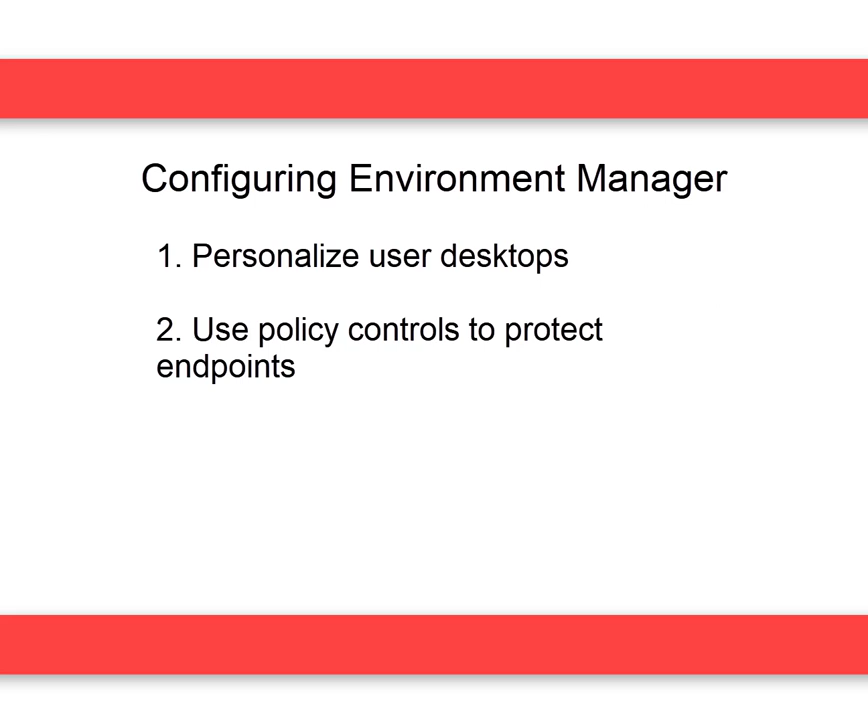 Configuring Environment Manager
1. Personalize user desktops
2. Use policy controls to protect
endpoints